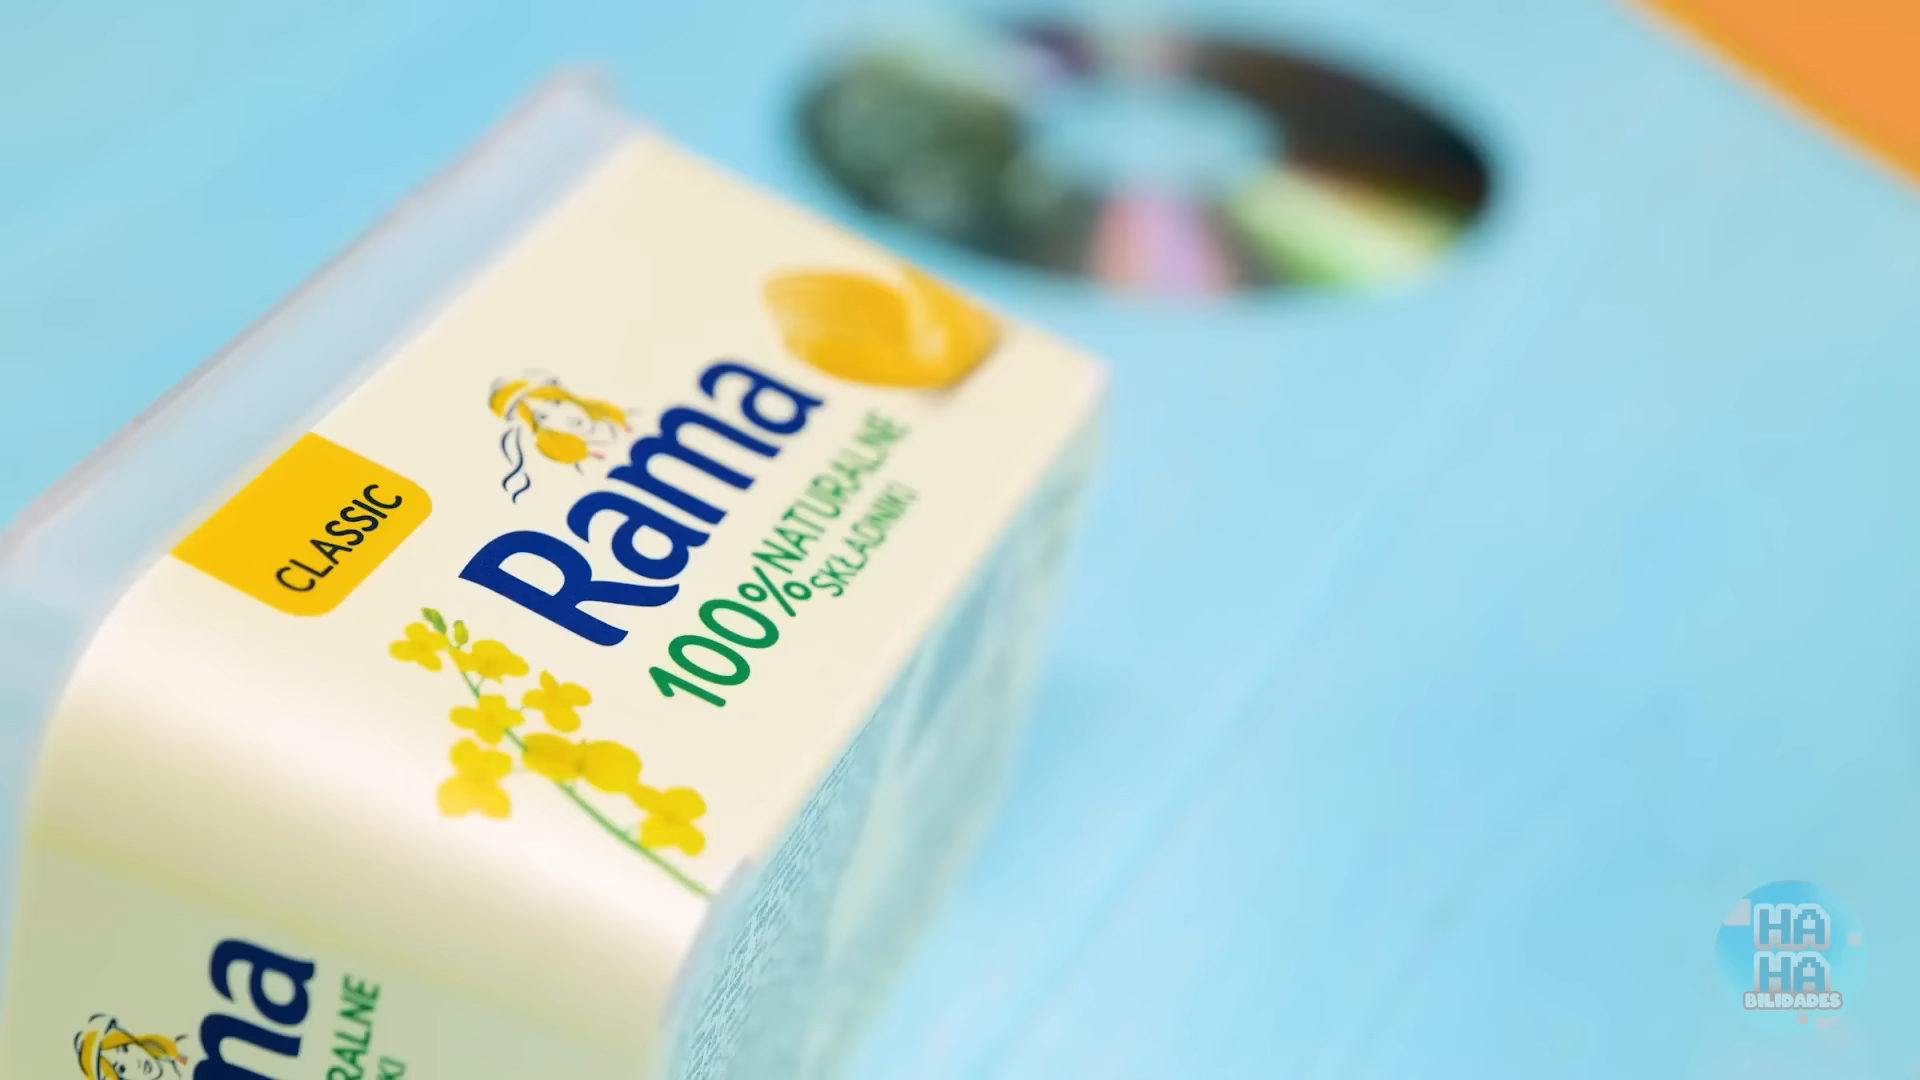 CLASSIC
Rama
100% NATURALNE
SKŁADNIKI
ma
RALNE
KI
HA
HA
BILIDADES